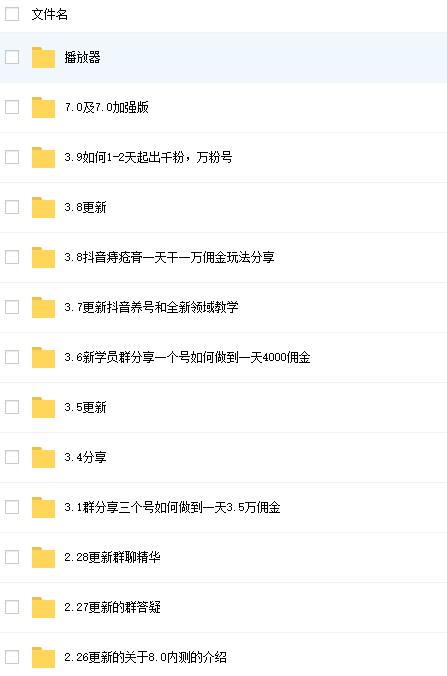 文件名
播放器
7.0及7.0加强版
3.9如何1-2天起出千粉，万粉号
3.8更新
3.8抖音痔疮膏一天干一万佣金玩法分享
3.7更新抖音养号和全新领域教学
3.6新学员群分享一个号如何做到一天4000佣金
3.5更新
3.4分享
3.1群分享三个号如何做到一天3.5万佣金
2.28更新群聊精华
2.27更新的群答疑
2.26更新的关于8.0内测的介绍